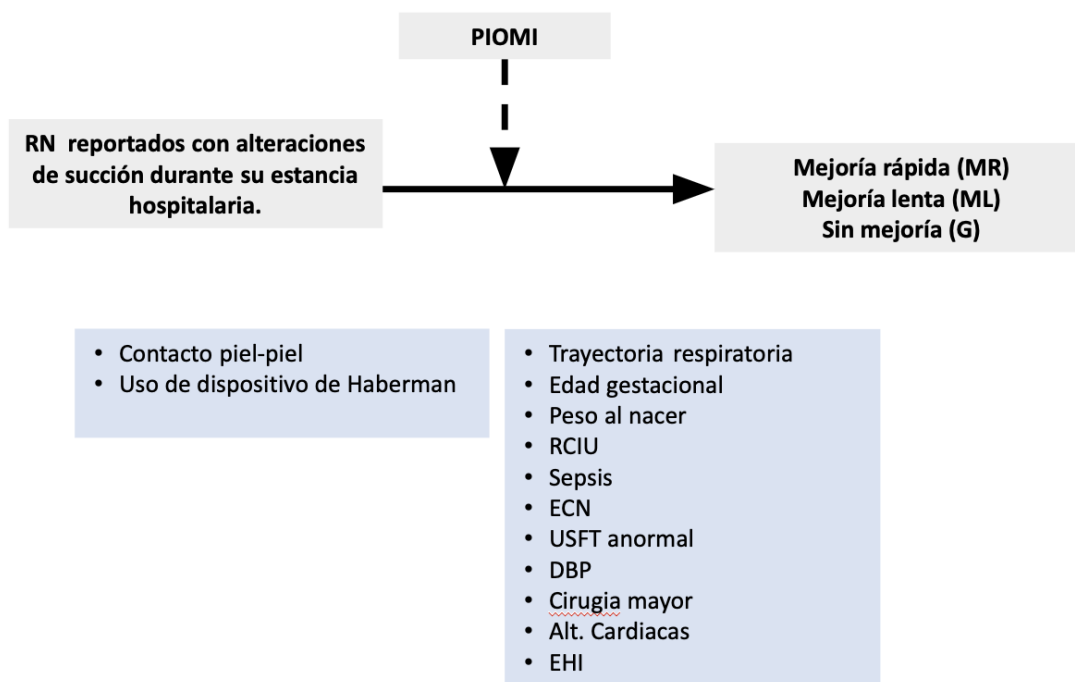 PIOMI
RN reportados con alteraciones
de succión durante su estancia
hospitalaria.
Mejoría rápida (MR)
Mejoría lenta (ML)
Sin mejoría (G)
• Contacto piel-piel
• Uso de dispositivo de Haberman
• Trayectoria respiratoria
• Edad gestacional
• Peso al nacer
• RCIU
• Sepsis
• ECN
• USFT anormal
• DBP
• Cirugia mayor
• Alt. Cardiacas
• EHI